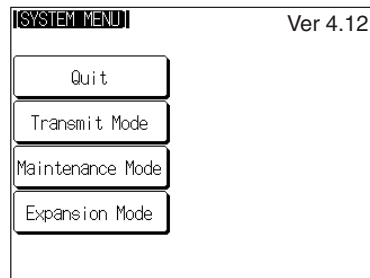 [SYSTEM MENU]
Ver 4.12
Quit
Transmit Mode
Maintenance Mode
Expansion Mode